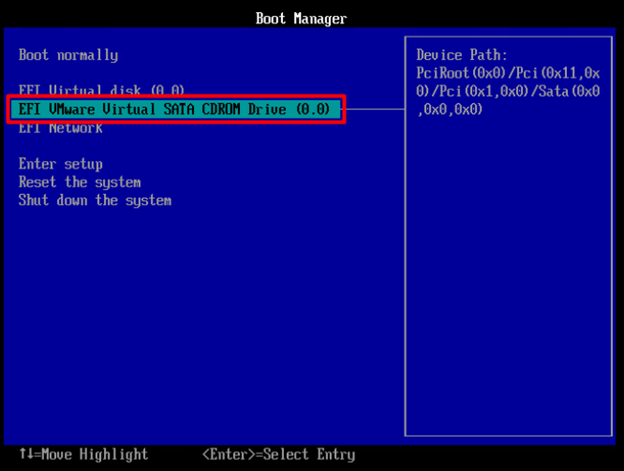 Boot Manager
Boot normally
EFI Virtual disk (0.0)
EFI VMware Virtual SATA CDROM Drive (0.0)
EFI Network
Enter setup
Reset the system
Shut down the system
Device Path:
PciRoot(0x0)/Pci(0x11,0x
0)/Pci(0x1,0x0)/Sata(0x0
,0x0,0x0)
↑↓=Move Highlight
<Enter>=Select Entry